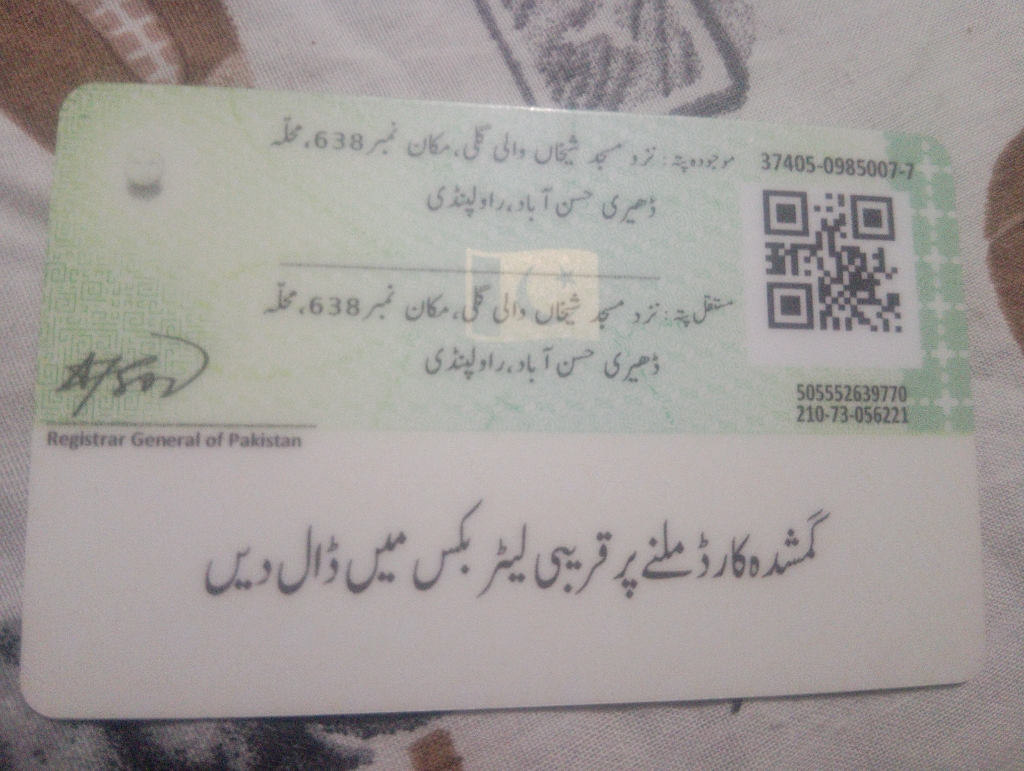 موجودہ پتہ: نزد مسجد شیخاں والی گلی، مکان نمبر 638، محلّہ
ڈھیری حسن آباد، راولپنڈی
37405-0985007-7
مستقل پتہ: نزد مسجد شیخاں والی گلی، مکان نمبر 638، محلّہ
ڈھیری حسن آباد، راولپنڈی
505552639770
210-73-056221
Registrar General of Pakistan
گمشدہ کارڈ ملنے پر قریبی لیٹر بکس میں ڈال دیں